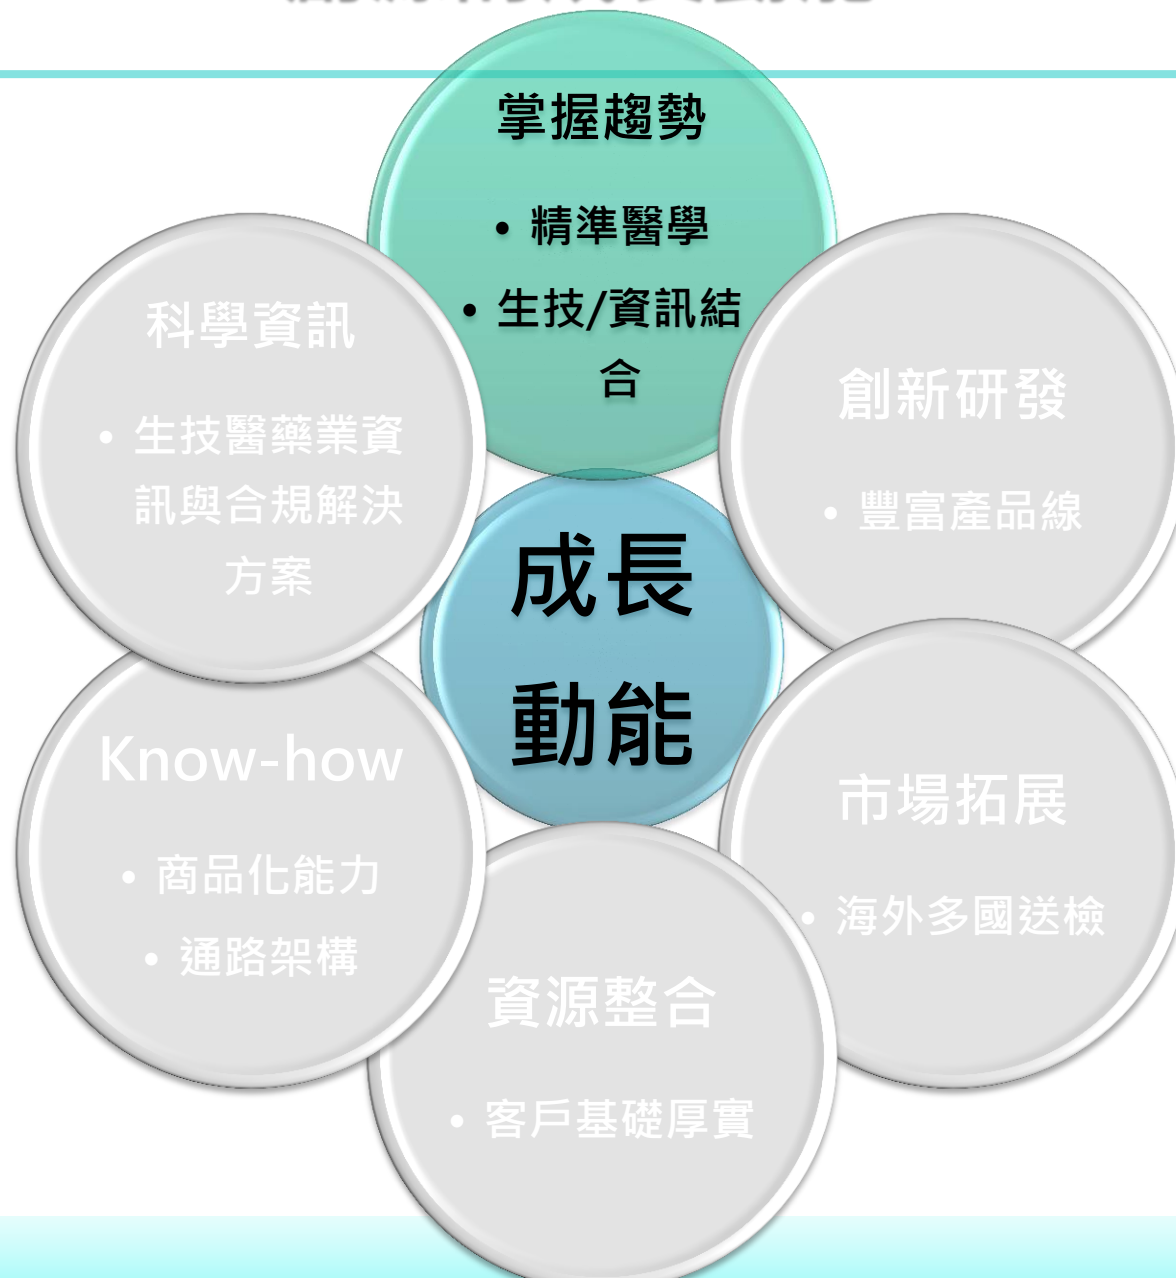 掌握趨勢
• 精準醫學
• 生技/資訊結
合
創新研發
• 豐富產品線
市場拓展
• 海外多國送檢
資源整合
• 客戶基礎厚實
Know-how
• 商品化能力
• 通路架構
科學資訊
• 生技醫藥業資
訊與合規解決
方案
成長
動能